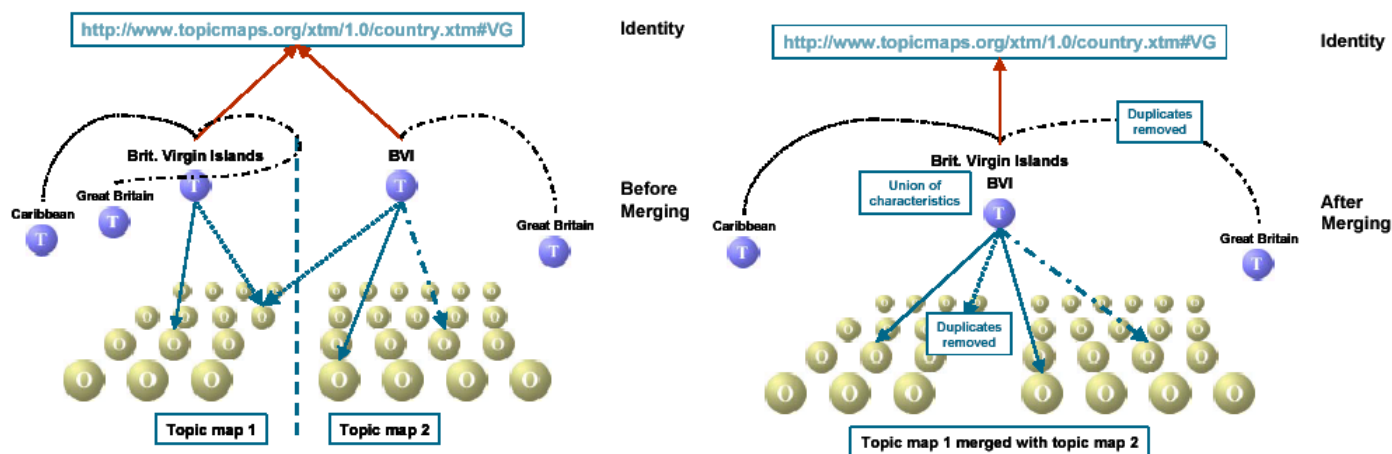 http://www.topicmaps.org/xtm/1.0/country.xtm#VG
Identity
Brit. Virgin Islands
BVI
T
T
Before
Merging
Great Britain
T
Caribbean
T
Great Britain
T
O O O O O O O O
O O O O O O O
O O O O O O O
O O O O O O O
Topic map 1
Topic map 2
http://www.topicmaps.org/xtm/1.0/country.xtm#VG
Identity
Duplicates
removed
Brit. Virgin Islands
BVI
Union of
characteristics
T
After
Merging
Caribbean
T
Great Britain
T
Duplicates
removed
O O O O O O O
Topic map 1 merged with topic map 2